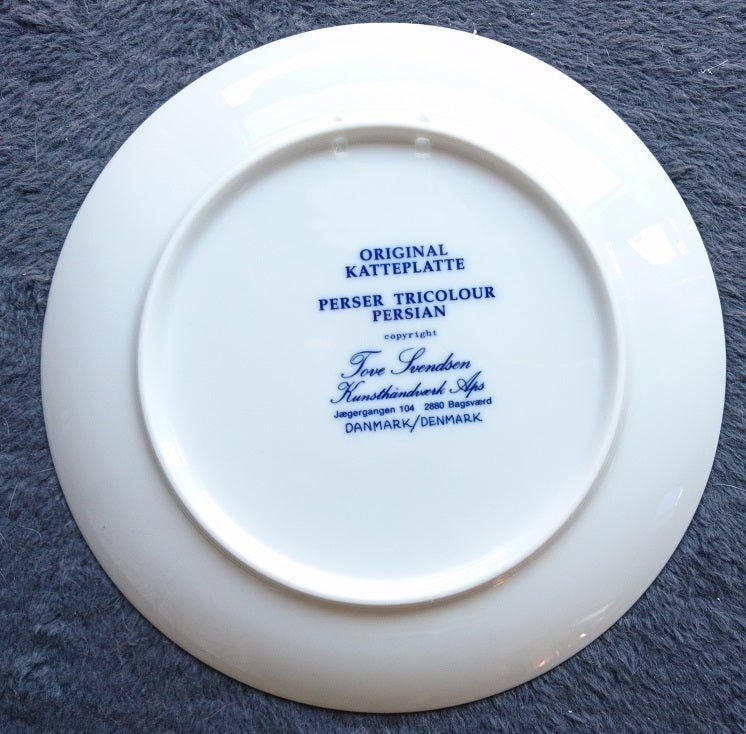 ORIGINAL
KATTEPLATTE
PERSER TRICOLOUR
PERSIAN
copyright
Tove Svendsen
Kunsthåndværk Aps
Jægergangen 104 2880 Bagsværd
DANMARK/DENMARK